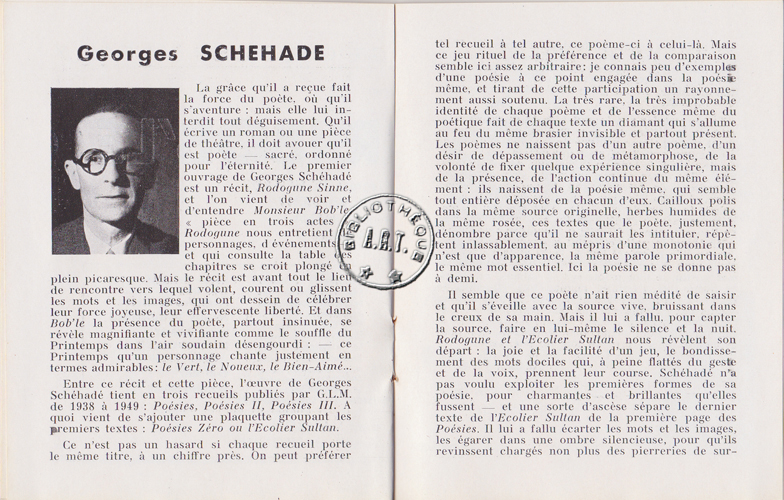 Georges SCHEHADE
La grâce qu'il a reçue fait
la force du poète, où qu'il
s'aventure : mais elle lui in-
terdit tout déguisement. Qu'il
écrive un roman ou une pièce
de théâtre, il doit avouer qu'il
est poète — sacré, ordonné
pour l'éternité. Le premier
ouvrage de Georges Schéhadé
est un récit, Rodogune Sinne,
et l'on vient de voir et
d'entendre Monsieur Bob'le
« pièce en trois actes
Rodogune nous entretient
personnages, d événements
et qui consulte la table des
chapitres se croit plongé
plein picaresque. Mais le récit est avant tout le lieu
de rencontre vers lequel volent, courent ou glissent
les mots et les images, qui ont dessein de célébrer
leur force joyeuse, leur effervescente liberté. Et dans
Bob'le la présence du poète, partout insinuée, se
révèle magnifiante et vivifiante comme le souffle du
Printemps dans l'air soudain désengourdi : — ce
Printemps qu'un personnage chante justement en
termes admirables: le Vert, le Noueux, le Bien-Aimé...
Entre ce récit et cette pièce, l'œuvre de Georges
Schéhadé tient en trois recueils publiés par G.L.M.
de 1938 à 1949 : Poésies, Poésies II, Poésies III. A
quoi vient de s'ajouter une plaquette groupant les
premiers textes : Poésies Zéro ou l'Ecolier Sultan.
Ce n'est pas un hasard si chaque recueil porte
le même titre, à un chiffre près. On peut préférer
tel recueil à tel autre, ce poème-ci à celui-là. Mais
ce jeu rituel de la préférence et de la comparaison
semble ici assez arbitraire: je connais peu d'exemples
d'une poésie à ce point engagée dans la poésie
même, et tirant de cette participation un rayonne-
ment aussi soutenu. La très rare, la très improbable
identité de chaque poème et de l'essence même du
poétique fait de chaque texte un diamant qui s'allume
au feu du même brasier invisible et partout présent.
Les poèmes ne naissent pas d'un autre poème, d'un
désir de dépassement ou de métamorphose, de la
volonté de fixer quelque expérience singulière, mais
de la présence, de l'action continue du même élé-
ment : ils naissent de la poésie même, qui semble
tout entière déposée en chacun d'eux. Cailloux polis
dans la même source originelle, herbes humides de
la même rosée, ces textes que le poète, justement,
dénombre parce qu'il ne saurait les intituler, répè-
tent inlassablement, au mépris d'une monotonie qui
n'est que d'apparence, la même parole primordiale,
le même mot essentiel. Ici la poésie ne se donne pas
à demi.
Il semble que ce poète n'ait rien médité de saisir
et qu'il s'éveille avec la source vive, bruissant dans
le creux de sa main. Mais il lui a fallu, pour capter
la source, faire en lui-même le silence et la nuit.
Rodogune et l'Ecolier Sultan nous révèlent son
départ : la joie et la facilité d'un jeu, le bondisse-
ment des mots dociles qui, à peine flattés du geste
et de la voix, prennent leur course. Schéhadé n'a
pas voulu exploiter les premières formes de sa
poésie, pour charmantes et brillantes qu'elles
fussent — et une sorte d'ascèse sépare le dernier
texte de l'Ecolier Sultan de la première page des
Poésies. Il lui a fallu écarter les mots et les images,
les égarer dans une ombre silencieuse, pour qu'ils
revinssent chargés non plus des pierreries de sur-
BIBLIOTHÈQUE
A.R.T.